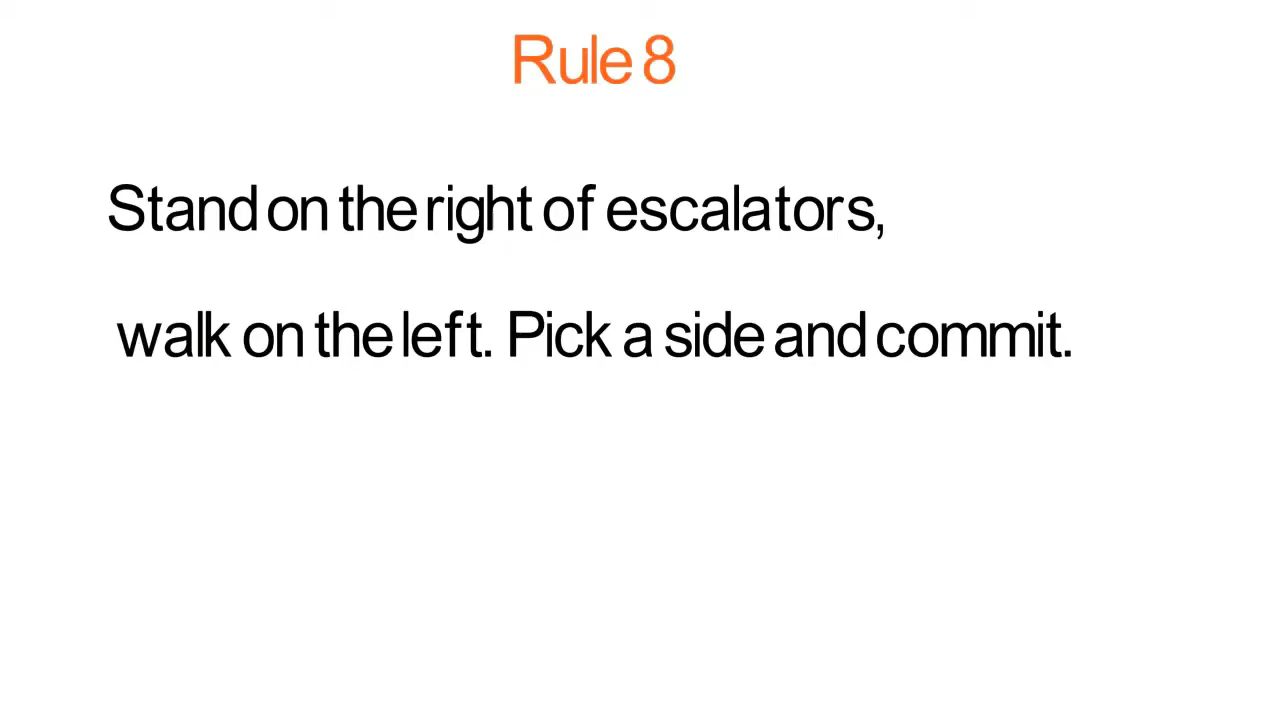 Rule 8
Stand on the right of escalators,
walk on the left. Pick a side and commit.